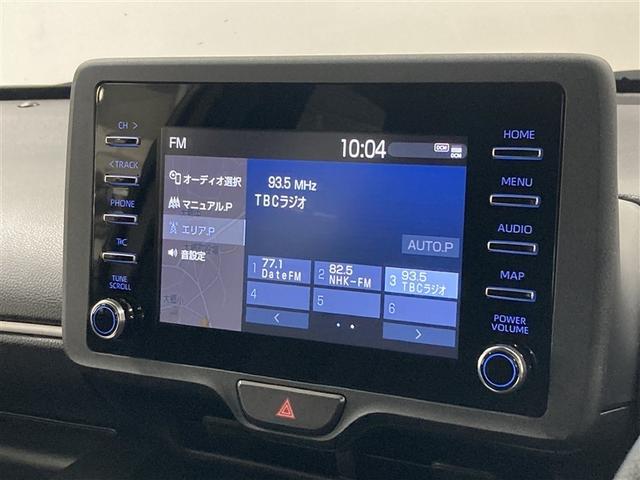 CH >
< TRACK
PHONE
TUNE
SCROLL
FM
10:04
DCM
DCM
オーディオ選択
マニュアル.P
エリア.P
音設定
93.5 MHz
TBCラジオ
AUTO.P
1 77.1 DateFM
2 82.5 NHK-FM
3 93.5 TBCラジオ
4
5
6
<
>
HOME
MENU
AUDIO
MAP
POWER
VOLUME